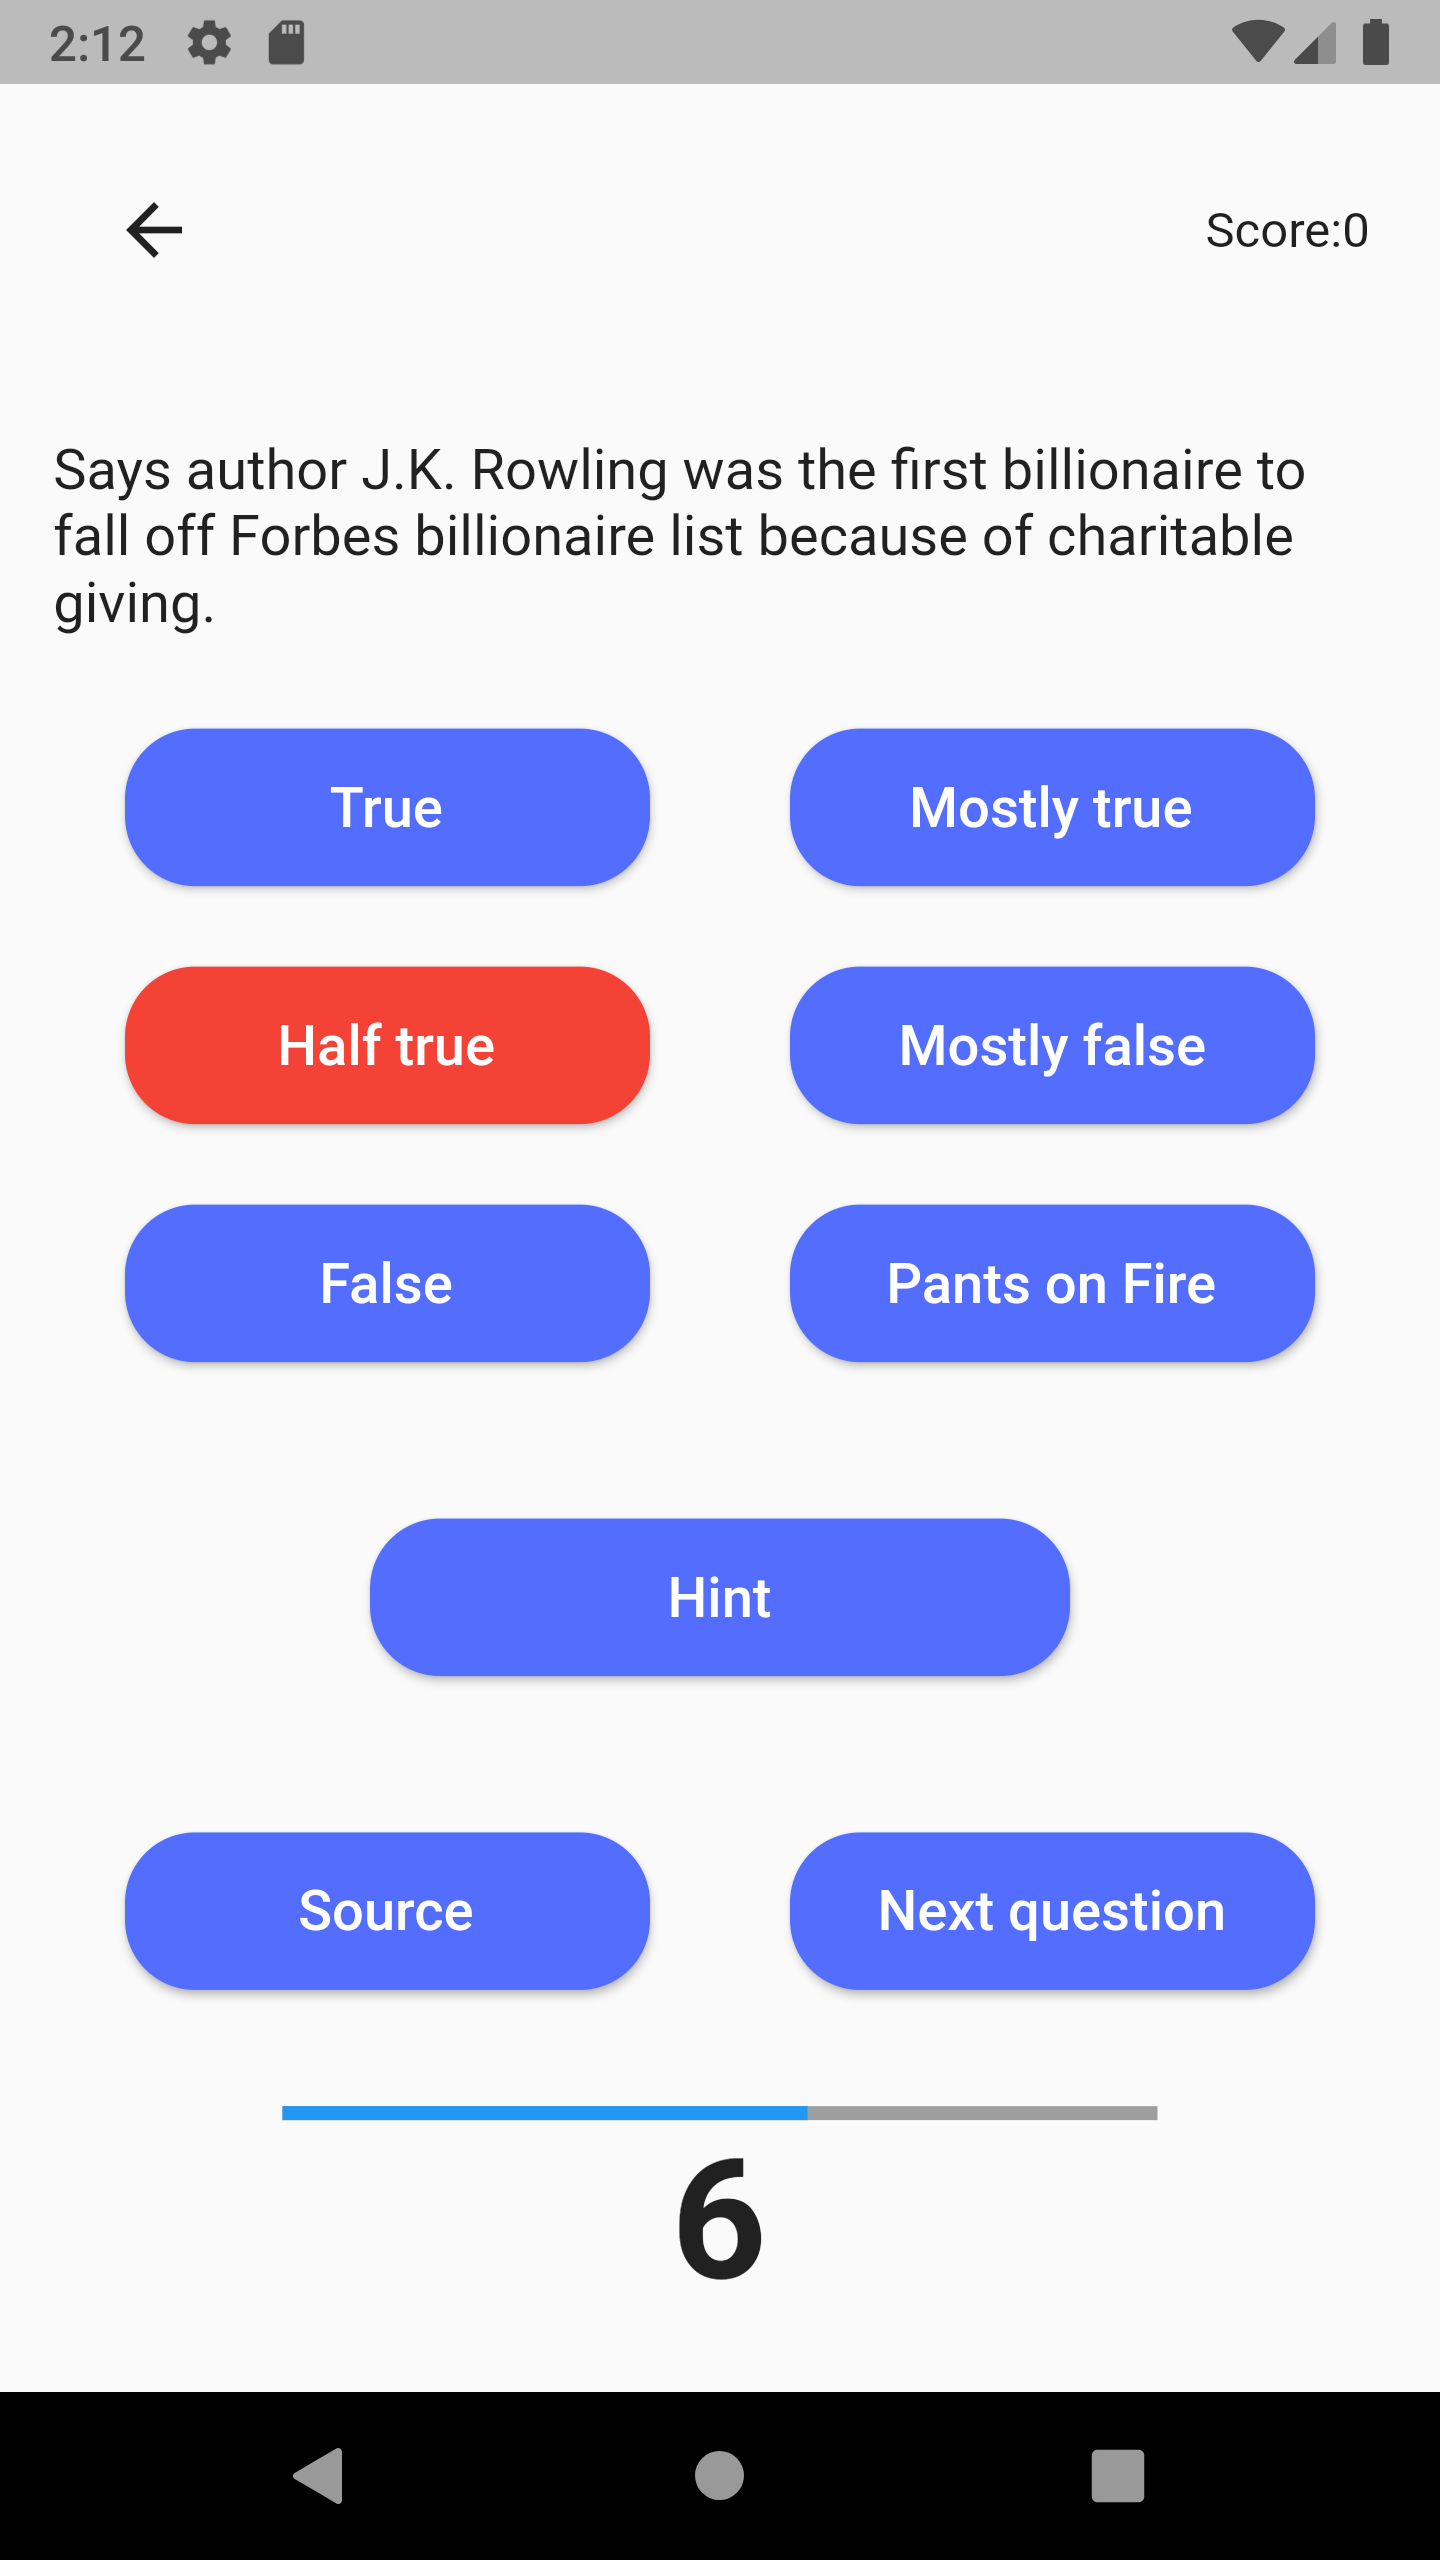 2:12
Score:0
Says author J.K. Rowling was the first billionaire to
fall off Forbes billionaire list because of charitable
giving.
True
Mostly true
Half true
Mostly false
False
Pants on Fire
Hint
Source
Next question
6